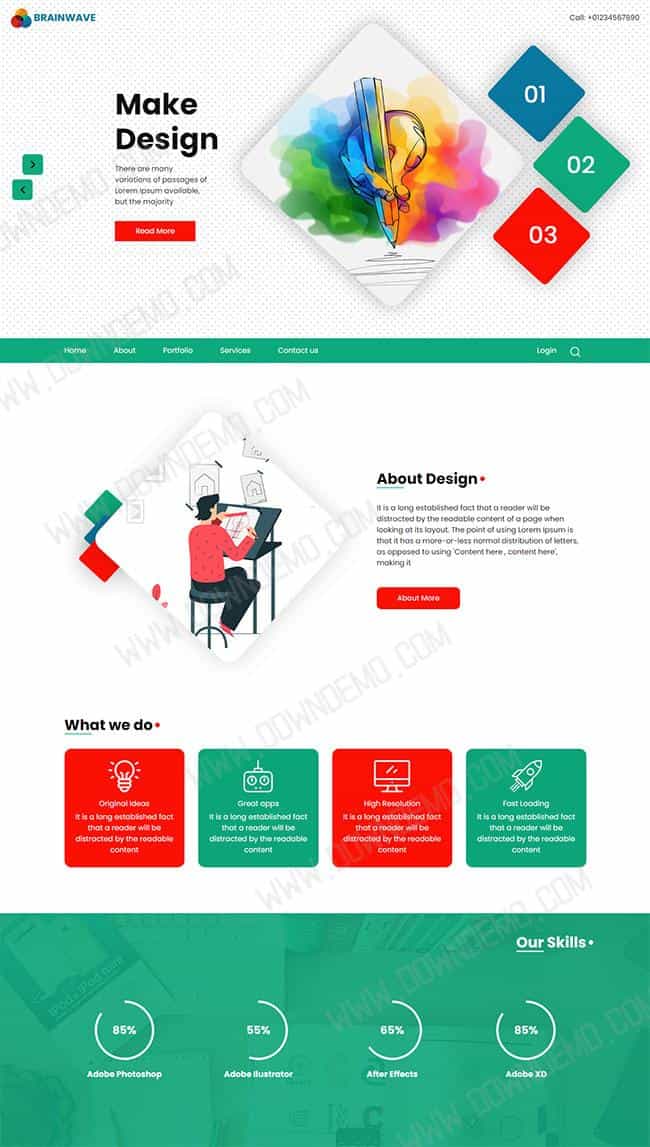 BRAINWAVE
Call: +01234567890
Make
Design
There are many
variations of passages of
Lorem Ipsum available,
but the majority
Read More
01
02
03
Home About Portfolio Services Contact us Login
About Design
It is a long established fact that a reader will be
distracted by the readable content of a page when
looking at its layout. The point of using Lorem Ipsum is
that it has a more-or-less normal distribution of letters,
as opposed to using 'Content here, content here',
making it
About More
What we do
Original Ideas
It is a long established fact
that a reader will be
distracted by the readable
content
Great apps
It is a long established fact
that a reader will be
distracted by the readable
content
High Resolution
It is a long established fact
that a reader will be
distracted by the readable
content
Fast Loading
It is a long established fact
that a reader will be
distracted by the readable
content
Our Skills
85%
Adobe Photoshop
55%
Adobe Ilustrator
65%
After Effects
85%
Adobe XD
WWW.DOWNDEMO.COM